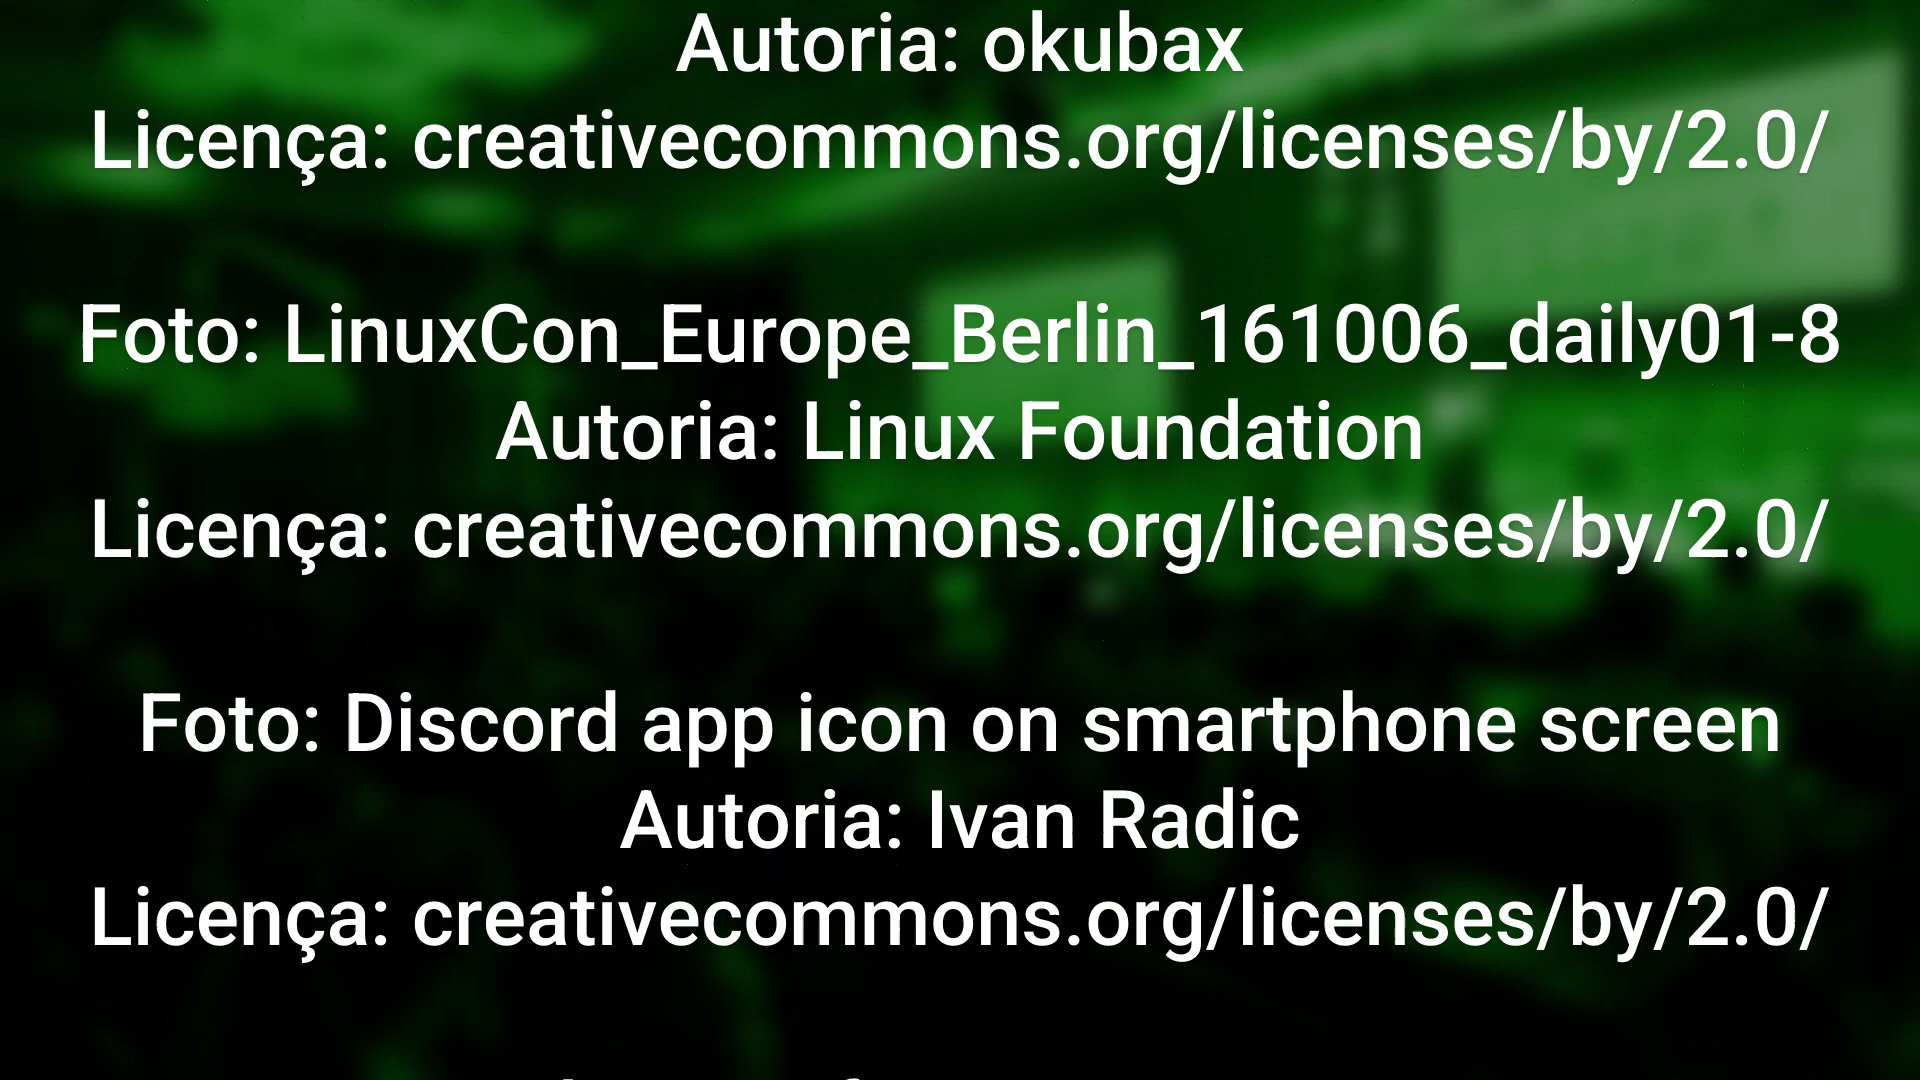 Autoria: okubax
Licença: creativecommons.org/licenses/by/2.0/
Foto: LinuxCon_Europe_Berlin_161006_daily01-8
Autoria: Linux Foundation
Licença: creativecommons.org/licenses/by/2.0/
Foto: Discord app icon on smartphone screen
Autoria: Ivan Radic
Licença: creativecommons.org/licenses/by/2.0/